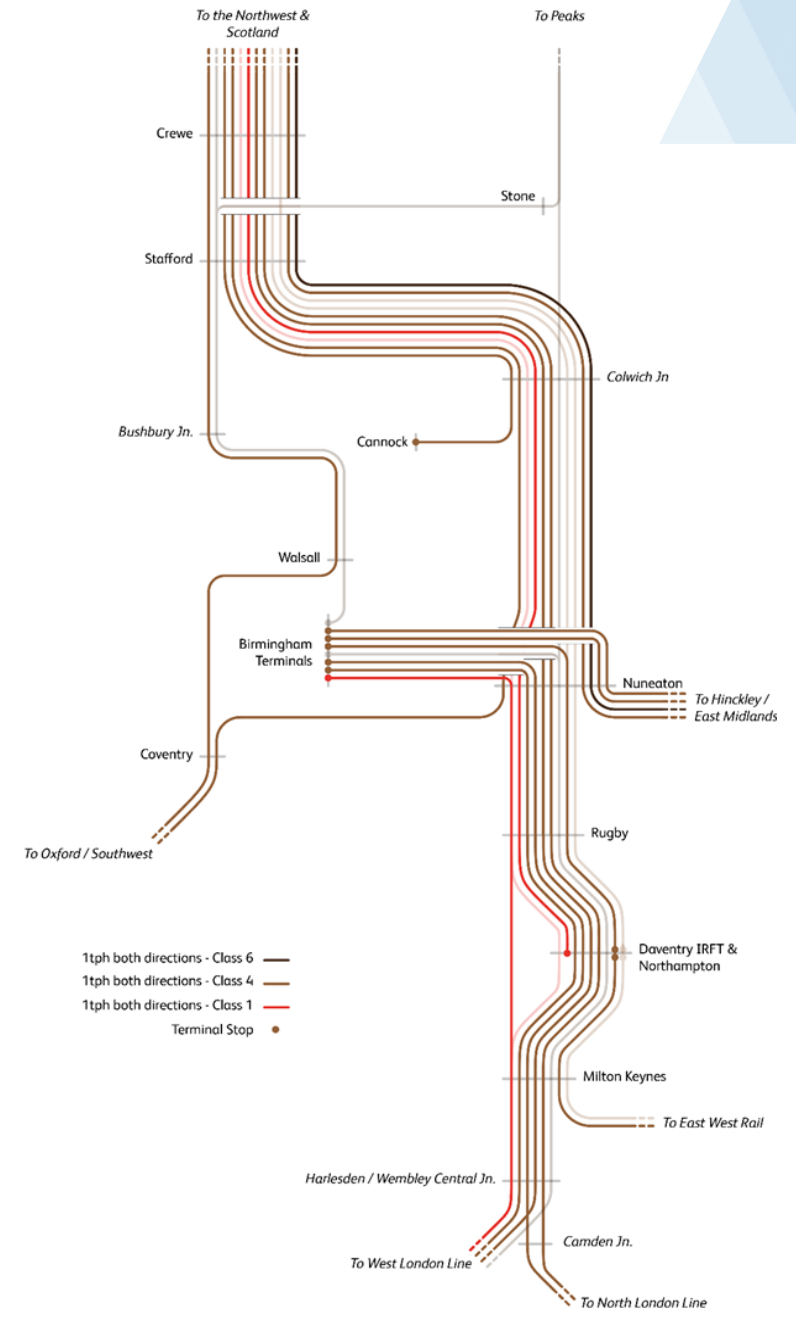 To the Northwest &
Scotland
To Peaks
Crewe
Stone
Stafford
Colwich Jn
Bushbury Jn.
Cannock
Walsall
Birmingham
Terminals
Nuneaton
To Hinckley /
East Midlands
Coventry
Rugby
To Oxford / Southwest
Daventry IRFT &
Northampton
1tph both directions - Class 6
1tph both directions - Class 4
1tph both directions - Class 1
Terminal Stop
Milton Keynes
To East West Rail
Harlesden / Wembley Central Jn.
Camden Jn.
To West London Line
To North London Line